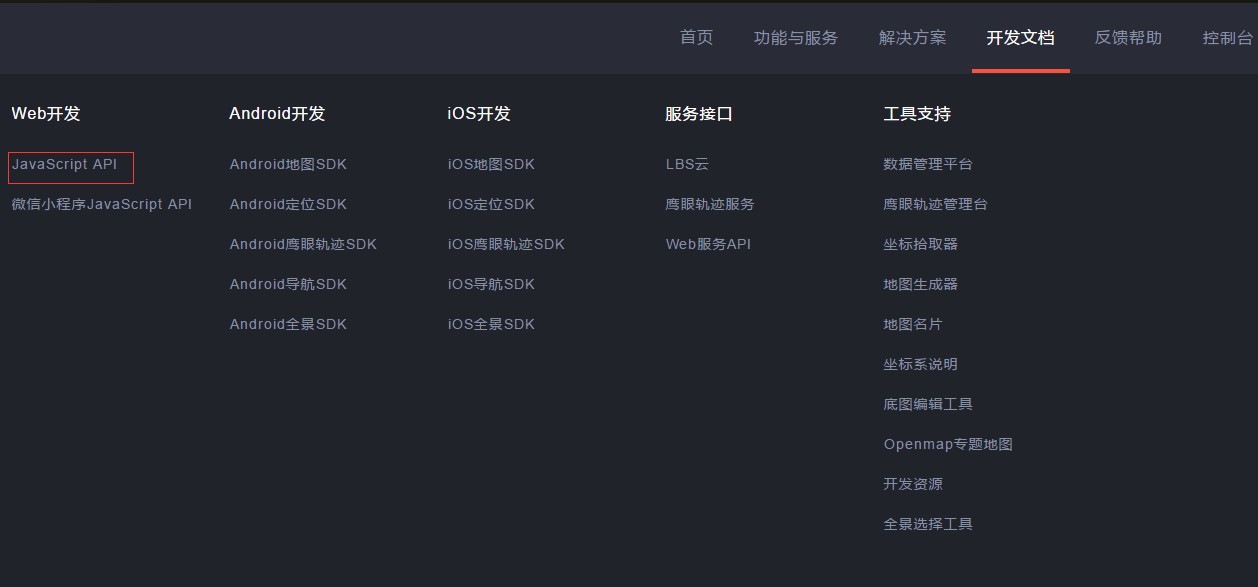 首页 功能与服务 解决方案 开发文档 反馈帮助 控制台
Web开发
JavaScript API
微信小程序JavaScript API
Android开发
Android地图SDK
Android定位SDK
Android鹰眼轨迹SDK
Android导航SDK
Android全景SDK
iOS开发
iOS地图SDK
iOS定位SDK
iOS鹰眼轨迹SDK
iOS导航SDK
iOS全景SDK
服务接口
LBS云
鹰眼轨迹服务
Web服务API
工具支持
数据管理平台
鹰眼轨迹管理台
坐标拾取器
地图生成器
地图名片
坐标系说明
底图编辑工具
Openmap专题地图
开发资源
全景选择工具